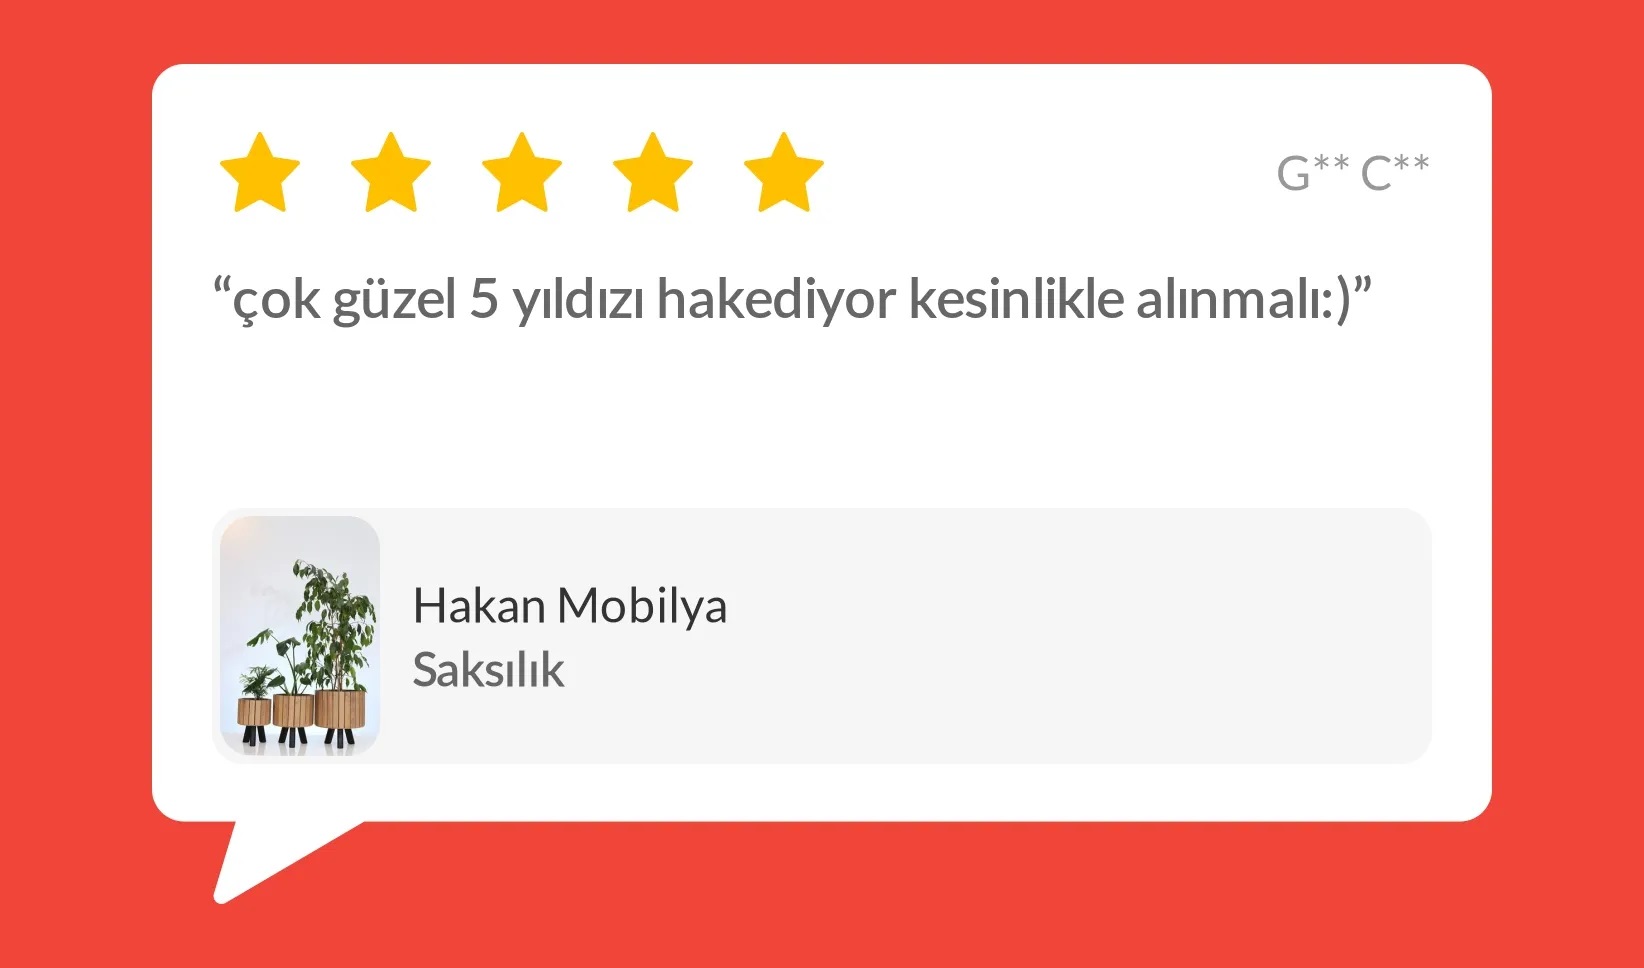 G** C**
“çok güzel 5 yıldızı hakediyor kesinlikle alınmalı:)”
Hakan Mobilya
Saksılık